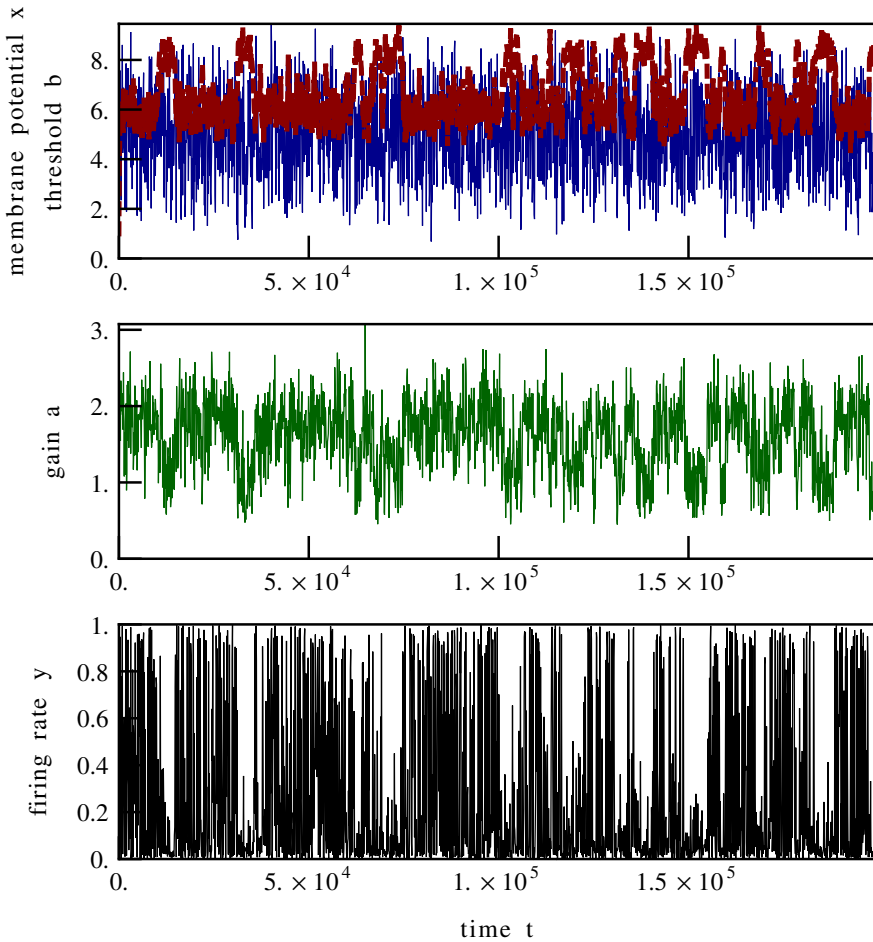 membrane potential x
threshold b
8.
6.
4.
2.
0.
0. 5. × 10^4 1. × 10^5 1.5 × 10^5
gain a
3.
2.
1.
0.
0. 5. × 10^4 1. × 10^5 1.5 × 10^5
firing rate y
1.
0.8
0.6
0.4
0.2
0.
0. 5. × 10^4 1. × 10^5 1.5 × 10^5
time t